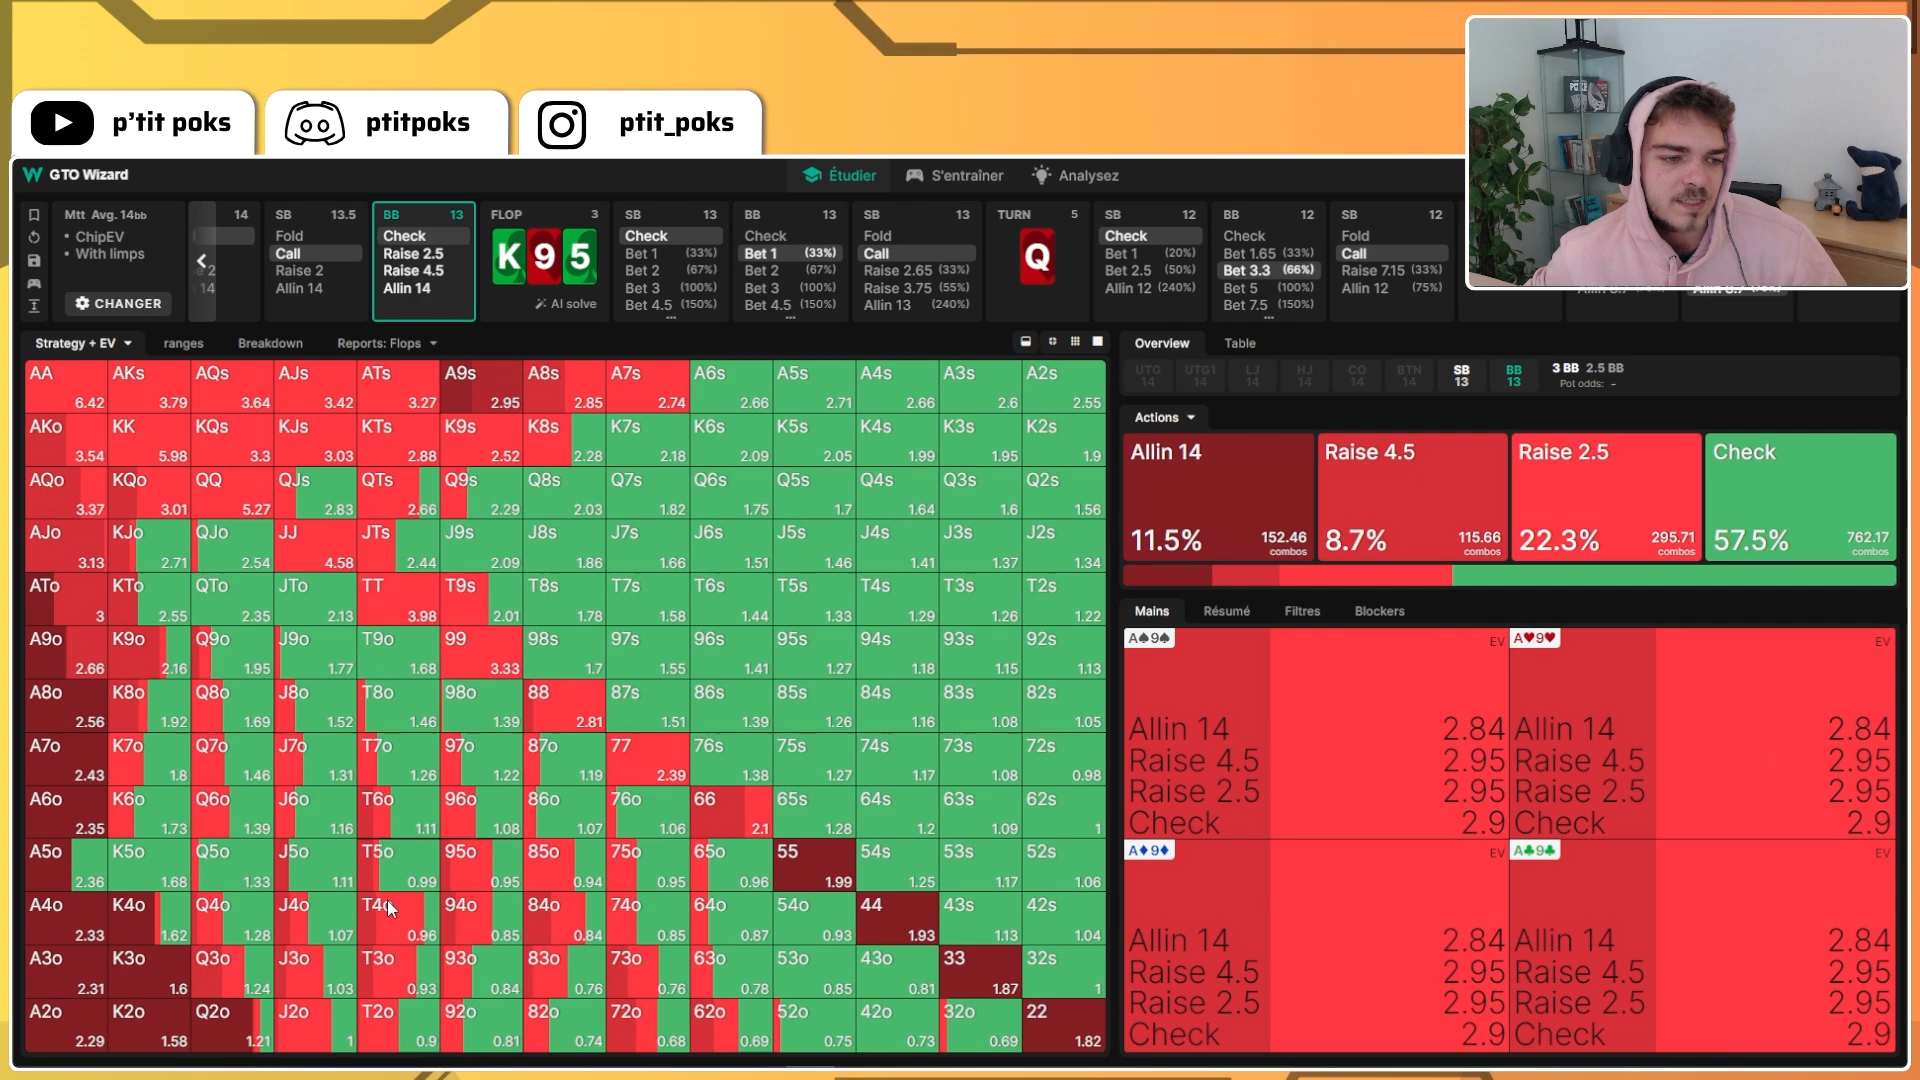 p'tit poks
ptitpoks
ptit_poks
GTO Wizard
Étudier
S'entraîner
Analysez
Mtt Avg. 14bb
• ChipEV
• With limps
CHANGER
14
SB 13.5
Fold
Call
Raise 2
Allin 14
BB 13
Check
Raise 2.5
Raise 4.5
Allin 14
FLOP 3
K 9 5
AI solve
SB 13
Check
Bet 1 (33%)
Bet 2 (67%)
Bet 3 (100%)
Bet 4.5 (150%)
...
BB 13
Check
Bet 1 (33%)
Bet 2 (67%)
Bet 3 (100%)
Bet 4.5 (150%)
...
SB 13
Fold
Call
Raise 2.65 (33%)
Raise 3.75 (55%)
Allin 13 (240%)
TURN 5
Q
SB 12
Check
Bet 1 (20%)
Bet 2.5 (50%)
Allin 12 (240%)
BB 12
Check
Bet 1.65 (33%)
Bet 3.3 (66%)
Bet 5 (100%)
Bet 7.5 (150%)
...
SB 12
Fold
Call
Raise 7.15 (33%)
Allin 12 (75%)
Strategy + EV
ranges
Breakdown
Reports: Flops
AA AKs AQs AJs ATs A9s A8s A7s A6s A5s A4s A3s A2s
6.42 3.79 3.64 3.42 3.27 2.95 2.85 2.74 2.66 2.71 2.66 2.6 2.55
AKo KK KQs KJs KTs K9s K8s K7s K6s K5s K4s K3s K2s
3.54 5.98 3.3 3.03 2.88 2.52 2.28 2.18 2.09 2.05 1.99 1.95 1.9
AQo KQo QQ QJs QTs Q9s Q8s Q7s Q6s Q5s Q4s Q3s Q2s
3.37 3.01 5.27 2.83 2.66 2.29 2.03 1.82 1.75 1.7 1.64 1.6 1.56
AJo KJo QJo JJ JTs J9s J8s J7s J6s J5s J4s J3s J2s
3.13 2.71 2.54 4.58 2.44 2.09 1.86 1.66 1.51 1.46 1.41 1.37 1.34
ATo KTo QTo JTo TT T9s T8s T7s T6s T5s T4s T3s T2s
3 2.55 2.35 2.13 3.98 2.01 1.78 1.58 1.44 1.33 1.29 1.26 1.22
A9o K9o Q9o J9o T9o 99 98s 97s 96s 95s 94s 93s 92s
2.66 2.16 1.95 1.77 1.68 3.33 1.7 1.55 1.41 1.27 1.18 1.15 1.13
A8o K8o Q8o J8o T8o 98o 88 87s 86s 85s 84s 83s 82s
2.56 1.92 1.69 1.52 1.46 1.39 2.81 1.51 1.39 1.26 1.16 1.08 1.05
A7o K7o Q7o J7o T7o 97o 87o 77 76s 75s 74s 73s 72s
2.43 1.8 1.46 1.31 1.26 1.22 1.19 2.39 1.38 1.27 1.17 1.08 0.98
A6o K6o Q6o J6o T6o 96o 86o 76o 66 65s 64s 63s 62s
2.35 1.73 1.39 1.16 1.11 1.08 1.07 1.06 2.1 1.28 1.2 1.09 1
A5o K5o Q5o J5o T5o 95o 85o 75o 65o 55 54s 53s 52s
2.36 1.68 1.33 1.11 0.99 0.95 0.94 0.95 0.96 1.99 1.25 1.17 1.06
A4o K4o Q4o J4o T4o 94o 84o 74o 64o 54o 44 43s 42s
2.33 1.62 1.28 1.07 0.96 0.85 0.84 0.85 0.87 0.93 1.93 1.13 1.04
A3o K3o Q3o J3o T3o 93o 83o 73o 63o 53o 43o 33 32s
2.31 1.6 1.24 1.03 0.93 0.84 0.76 0.76 0.78 0.85 0.81 1.87 1
A2o K2o Q2o J2o T2o 92o 82o 72o 62o 52o 42o 32o 22
2.29 1.58 1.21 1 0.9 0.81 0.74 0.68 0.69 0.75 0.73 0.69 1.82
Overview
Table
UTG UTG1 LJ HJ CO BTN SB BB
14 14 14 14 14 14 13 13
3 BB 2.5 BB
Pot odds: -
Actions
Allin 14
11.5% 152.46 combos
Raise 4.5
8.7% 115.66 combos
Raise 2.5
22.3% 295.71 combos
Check
57.5% 762.17 combos
Mains
Résumé
Filtres
Blockers
A♠9♠ EV
Allin 14 2.84
Raise 4.5 2.95
Raise 2.5 2.95
Check 2.9
A♥9♥ EV
Allin 14 2.84
Raise 4.5 2.95
Raise 2.5 2.95
Check 2.9
A♦9♦ EV
Allin 14 2.84
Raise 4.5 2.95
Raise 2.5 2.95
Check 2.9
A♣9♣ EV
Allin 14 2.84
Raise 4.5 2.95
Raise 2.5 2.95
Check 2.9